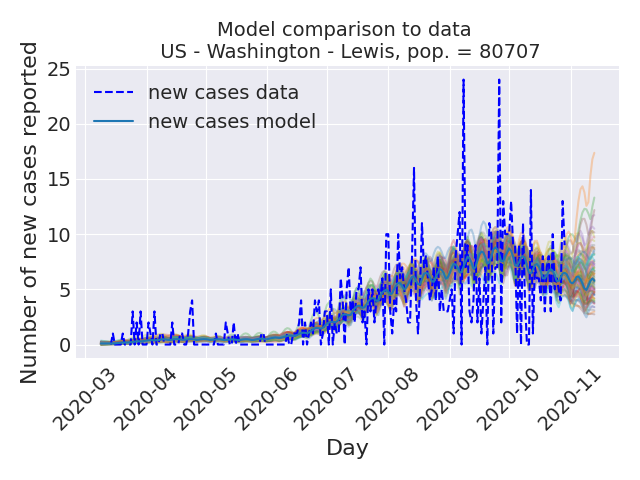 Model comparison to data
US - Washington - Lewis, pop. = 80707
Number of new cases reported
25
20
15
10
5
0
new cases data
new cases model
2020-03
2020-04
2020-05
2020-06
2020-07
2020-08
2020-09
2020-10
2020-11
Day